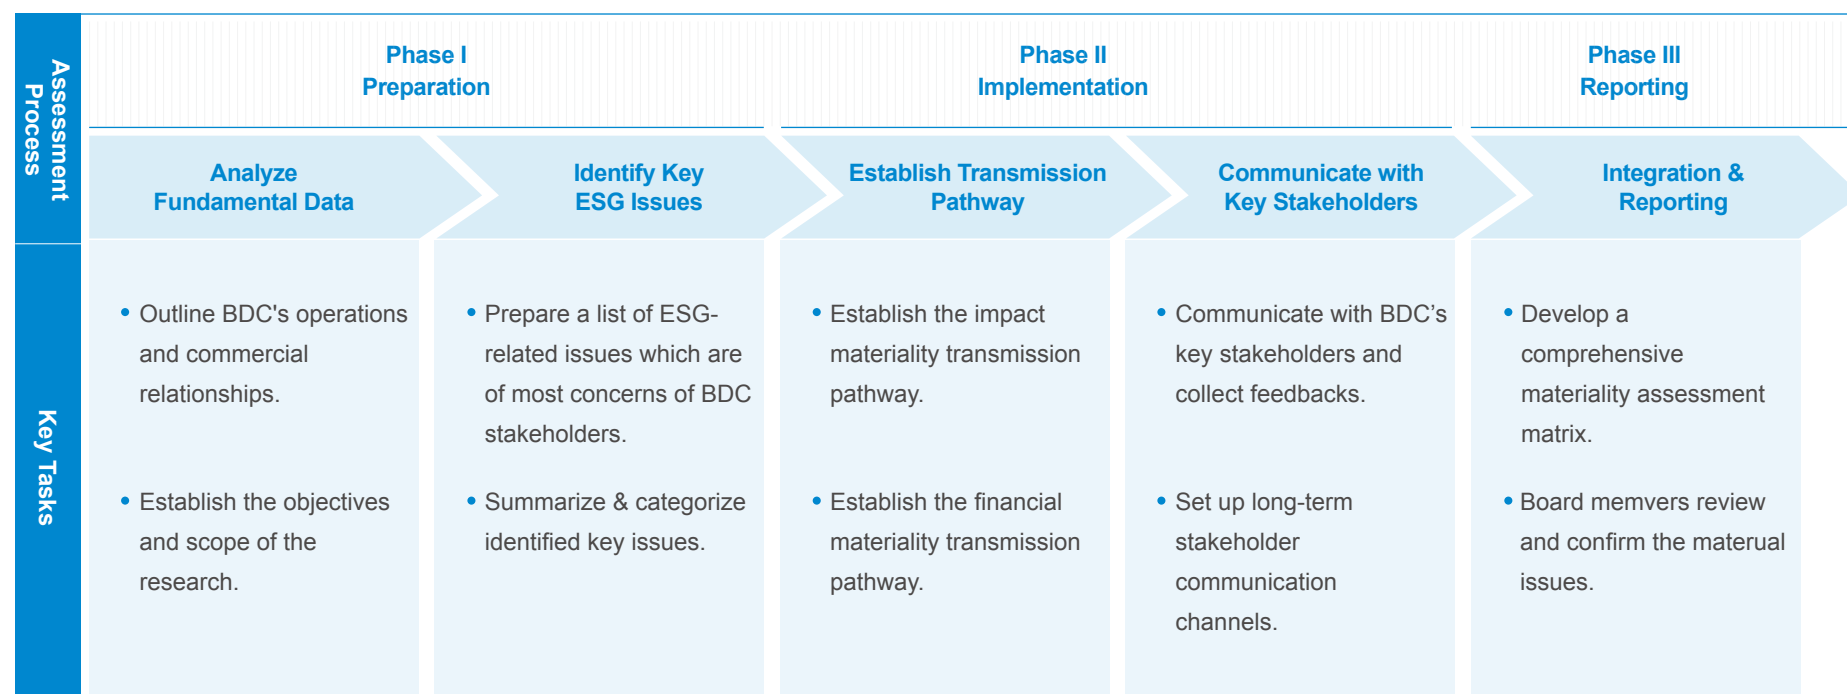 Assessment
Process
Phase I
Preparation
Phase II
Implementation
Phase III
Reporting
Analyze
Fundamental Data
Identify Key
ESG Issues
Establish Transmission
Pathway
Communicate with
Key Stakeholders
Integration &
Reporting
Key Tasks
• Outline BDC's operations
and commercial
relationships.
• Establish the objectives
and scope of the
research.
• Prepare a list of ESG-
related issues which are
of most concerns of BDC
stakeholders.
• Summarize & categorize
identified key issues.
• Establish the impact
materiality transmission
pathway.
• Establish the financial
materiality transmission
pathway.
• Communicate with BDC’s
key stakeholders and
collect feedbacks.
• Set up long-term
stakeholder
communication
channels.
• Develop a
comprehensive
materiality assessment
matrix.
• Board memvers review
and confirm the materual
issues.